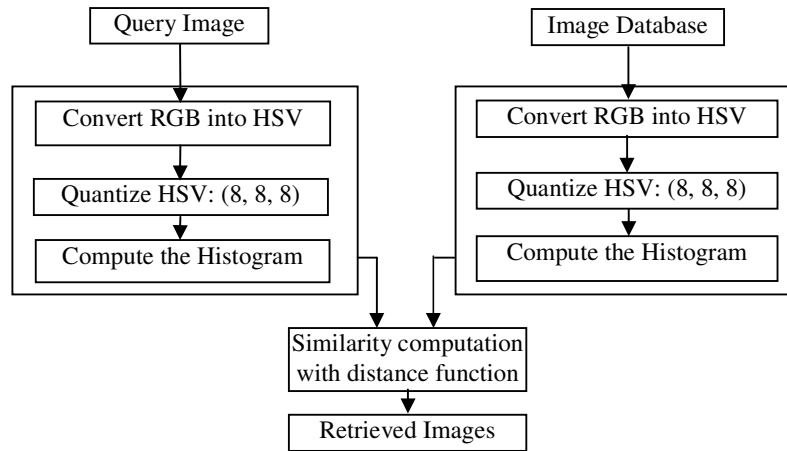 Query Image
Convert RGB into HSV
Quantize HSV: (8, 8, 8)
Compute the Histogram
Image Database
Convert RGB into HSV
Quantize HSV: (8, 8, 8)
Compute the Histogram
Similarity computation
with distance function
Retrieved Images